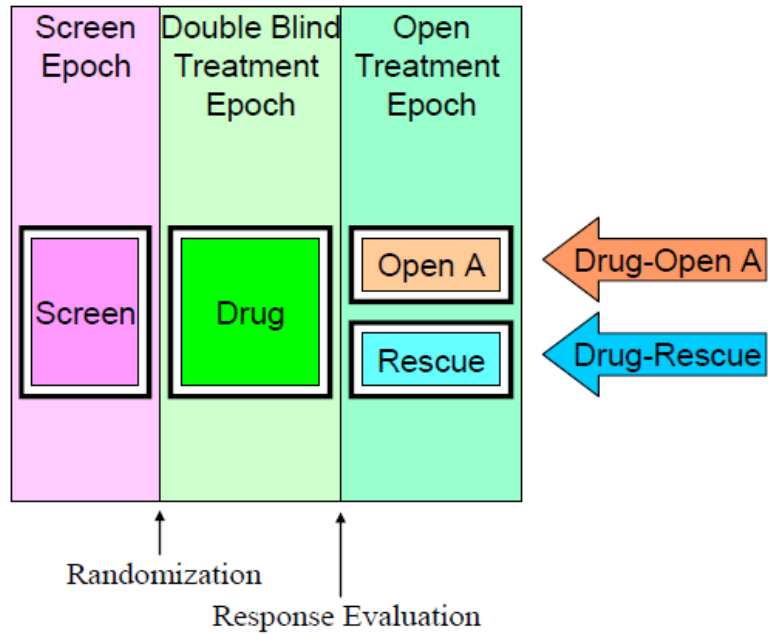 Screen
Epoch
Double Blind
Treatment
Epoch
Open
Treatment
Epoch
Screen
Drug
Open A
Rescue
Drug-Open A
Drug-Rescue
Randomization
Response Evaluation